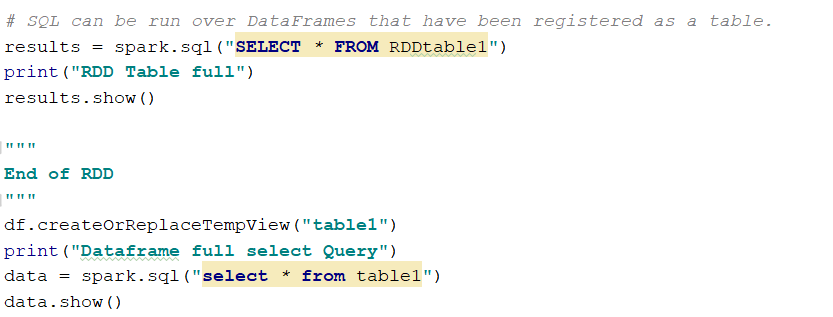 # SQL can be run over DataFrames that have been registered as a table.
results = spark.sql("SELECT * FROM RDDtable1")
print("RDD Table full")
results.show()
"""
End of RDD
"""
df.createOrReplaceTempView("table1")
print("Dataframe full select Query")
data = spark.sql("select * from table1")
data.show()